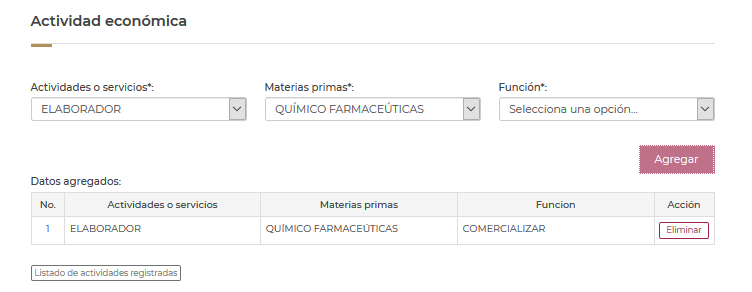 Actividad económica
Actividades o servicios*: Materias primas*: Función*:
ELABORADOR QUÍMICO FARMACEÚTICAS Selecciona una opción...
Agregar
Datos agregados:
No. Actividades o servicios Materias primas Funcion Acción
1 ELABORADOR QUÍMICO FARMACEÚTICAS COMERCIALIZAR Eliminar
Listado de actividades registradas